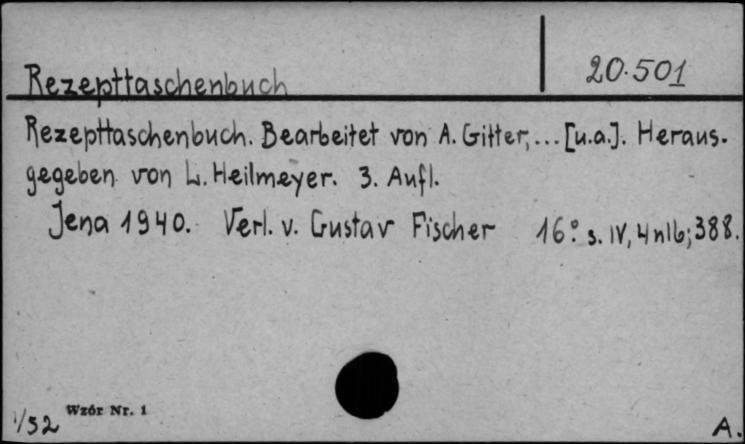 Rezepttaschenbuch
20.501
Rezepttaschenbuch. Bearbeitet von A. Gitter,... [u.a.]. Heraus-
gegeben von L. Heilmeyer. 3. Aufl.
Jena 1940. Verl. v. Gustav Fischer 16° s. IV, 4 nlb; 388.
Wzór Nr. 1
1/52
A.